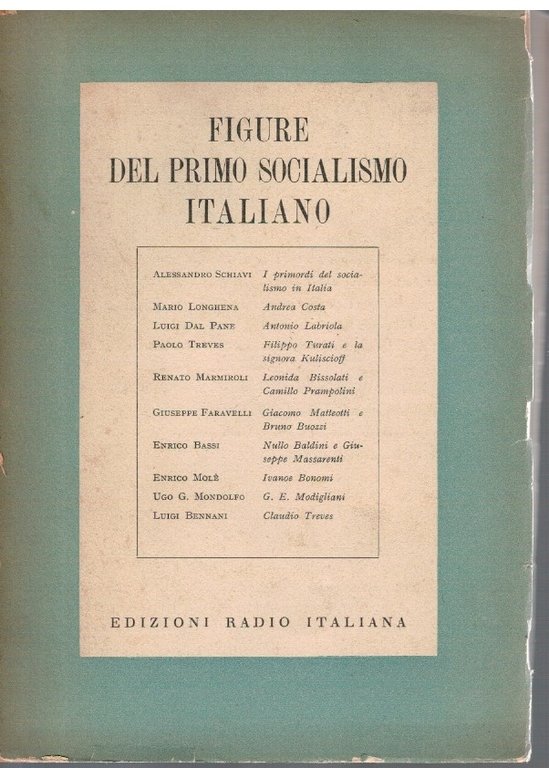 FIGURE
DEL PRIMO SOCIALISMO
ITALIANO
ALESSANDRO SCHIAVI I primordi del socia-
lismo in Italia
MARIO LONGHENA Andrea Costa
LUIGI DAL PANE Antonio Labriola
PAOLO TREVES Filippo Turati e la
signora Kuliscioff
RENATO MARMIROLI Leonida Bissolati e
Camillo Prampolini
GIUSEPPE FARAVELLI Giacomo Matteotti e
Bruno Buozzi
ENRICO BASSI Nullo Baldini e Giu-
seppe Massarenti
ENRICO MOLÈ Ivanoe Bonomi
UGO G. MONDOLFO G. E. Modigliani
LUIGI BENNANI Claudio Treves
EDIZIONI RADIO ITALIANA